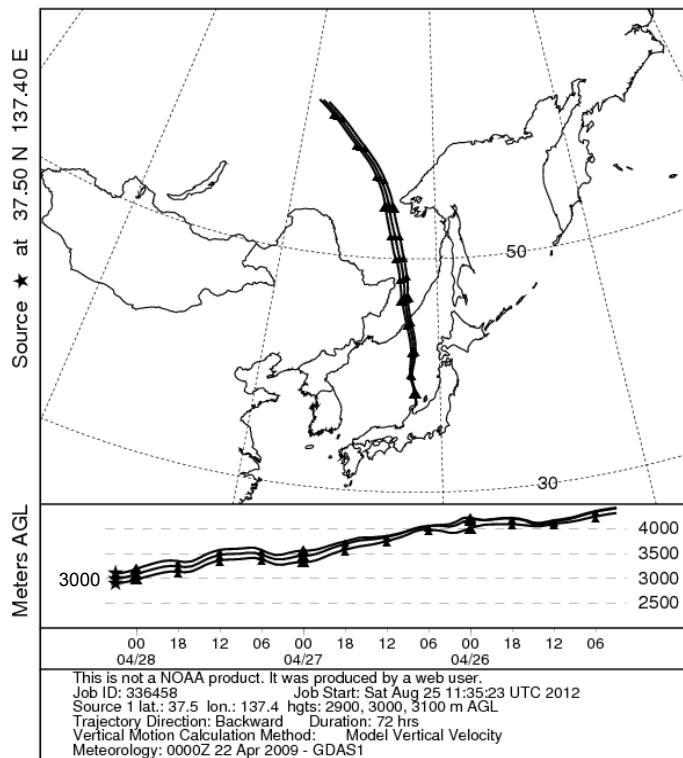 Source ★ at 37.50 N 137.40 E
50
30
Meters AGL
3000
4000
3500
3000
2500
00 18 12 06 00 18 12 06 00 18 12 06
04/28 04/27 04/26
This is not a NOAA product. It was produced by a web user.
Job ID: 336458 Job Start: Sat Aug 25 11:35:23 UTC 2012
Source 1 lat.: 37.5 lon.: 137.4 hgts: 2900, 3000, 3100 m AGL
Trajectory Direction: Backward Duration: 72 hrs
Vertical Motion Calculation Method: Model Vertical Velocity
Meteorology: 0000Z 22 Apr 2009 - GDAS1